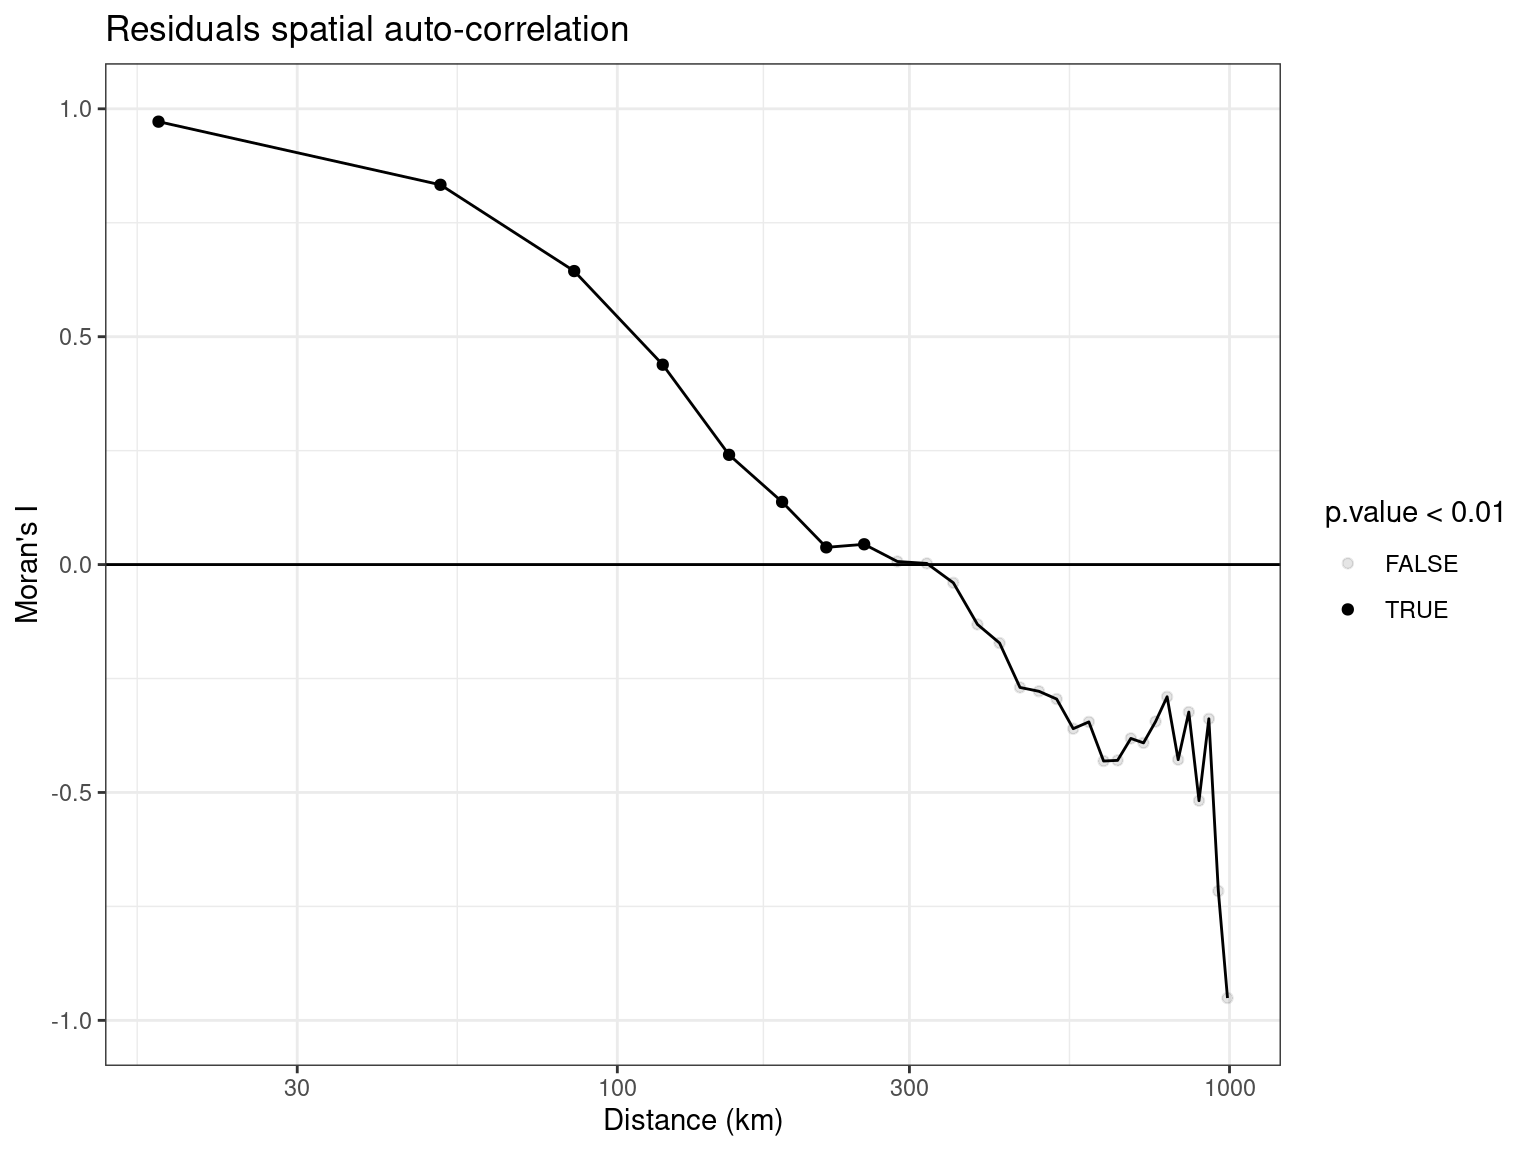 Residuals spatial auto-correlation
1.0
0.5
0.0
-0.5
-1.0
Moran's I
30
100
300
1000
Distance (km)
p.value < 0.01
FALSE
TRUE